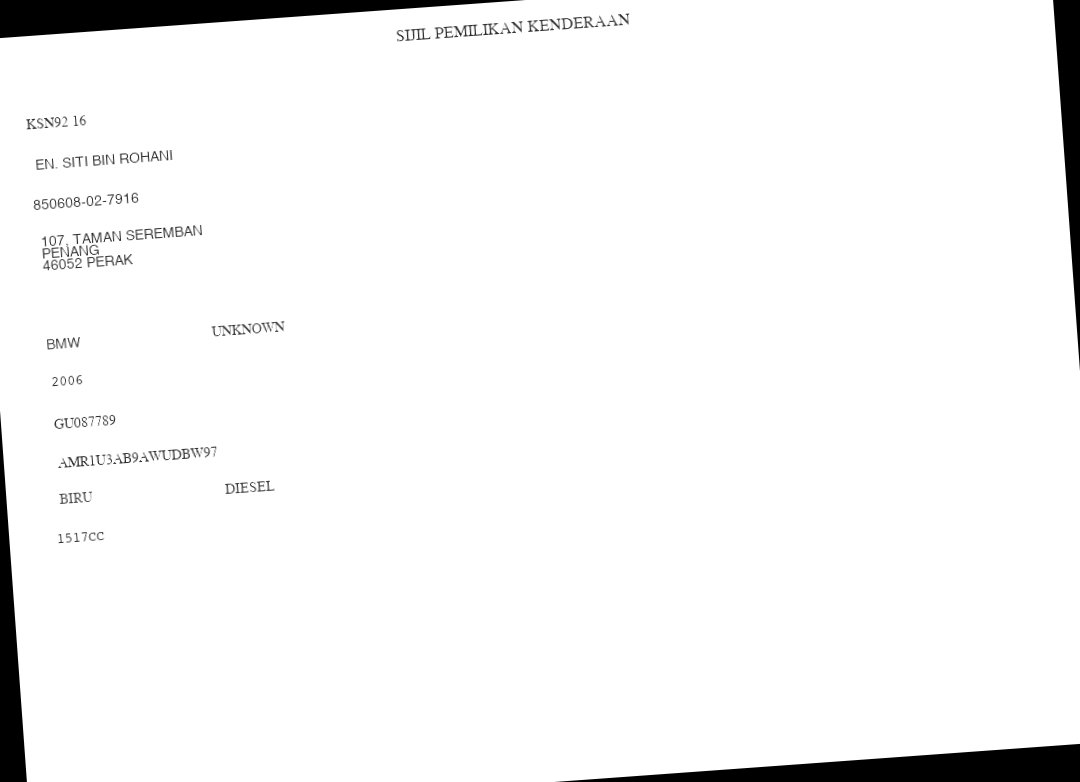 SIJIL PEMILIKAN KENDERAAN
KSN92 16
EN. SITI BIN ROHANI
850608-02-7916
107, TAMAN SEREMBAN
PENANG
46052 PERAK
BMW UNKNOWN
2006
GU087789
AMR1U3AB9AWUDBW97
BIRU DIESEL
1517CC